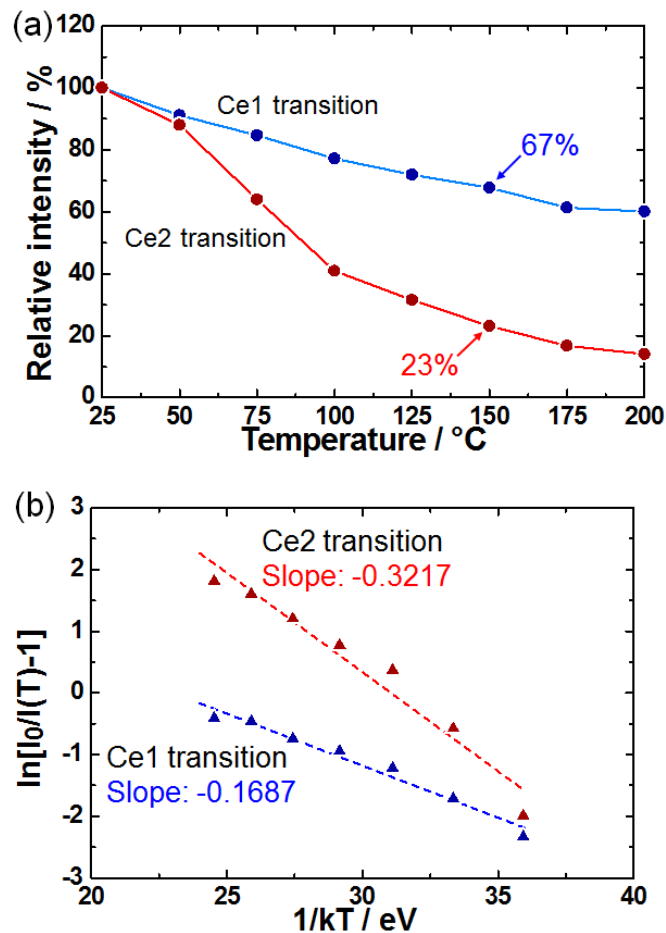 (a)
120
100
80
60
40
20
0
Relative intensity / %
Ce1 transition
67%
Ce2 transition
23%
25 50 75 100 125 150 175 200
Temperature / °C
(b)
3
2
1
0
-1
-2
-3
ln[I₀/I(T)-1]
Ce2 transition
Slope: -0.3217
Ce1 transition
Slope: -0.1687
20 25 30 35 40
1/kT / eV